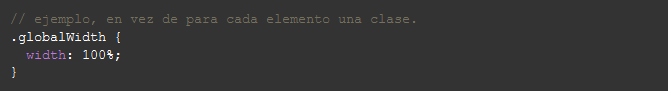 // ejemplo, en vez de para cada elemento una clase.
.globalWidth {
  width: 100%;
}